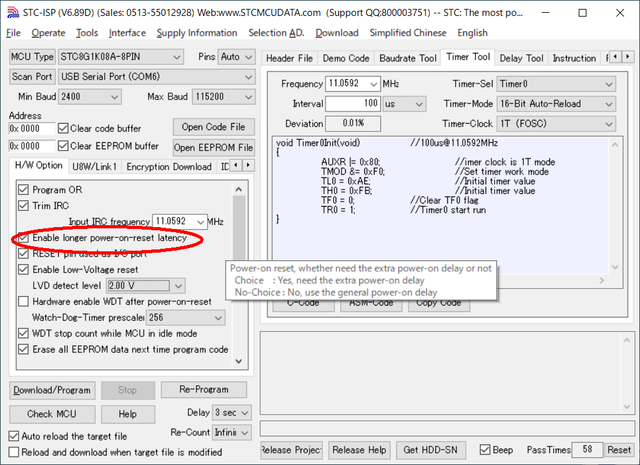 STC-ISP (V6.89D) (Sales: 0513-55012928) Web:www.STCMCUDATA.com (Support QQ:800003751) -- STC: The most po...
File Operate Tools Interface Supply Information Selection AD. Download Simplified Chinese English
MCU Type STC8G1K08A-8PIN Pins Auto
Scan Port USB Serial Port (COM6)
Min Baud 2400 Max Baud 115200
Address
0x 0000 Clear code buffer Open Code File
0x 0000 Clear EEPROM buffer Open EEPROM File
H/W Option U8W/Link1 Encryption Download
Program OR
Trim IRC
Input IRC frequency 11.0592 MHz
Enable longer power-on-reset latency
RESET pin used as I/O port
Enable Low-Voltage reset
LVD detect level 2.00 V
Hardware enable WDT after power-on-reset
Watch-Dog-Timer prescaler 256
WDT stop count while MCU in idle mode
Erase all EEPROM data next time program code
Download/Program Stop Re-Program
Check MCU Help Delay 3 sec
Auto reload the target file Re-Count Infini
Reload and download when target file is modified
Header File Demo Code Baudrate Tool Timer Tool Delay Tool Instruction F
Frequency 11.0592 MHz Timer-Sel Timer0
Interval 100 us Timer-Mode 16-Bit Auto-Reload
Deviation 0.01% Timer-Clock 1T (FOSC)
void Timer0Init(void) //100us@11.0592MHz
{
AUXR |= 0x80; //imer clock is 1T mode
TMOD &= 0xF0; //Set timer work mode
TL0 = 0xAE; //Initial timer value
TH0 = 0xFB; //Initial timer value
TF0 = 0; //Clear TF0 flag
TR0 = 1; //Timer0 start run
}
Power-on reset, whether need the extra power-on delay or not
Choice : Yes, need the extra power-on delay
No-Choice : No, use the general power-on delay
C-Code ASM-Code Copy Code
Release Project Release Help Get HDD-SN Beep PassTimes 58 Reset